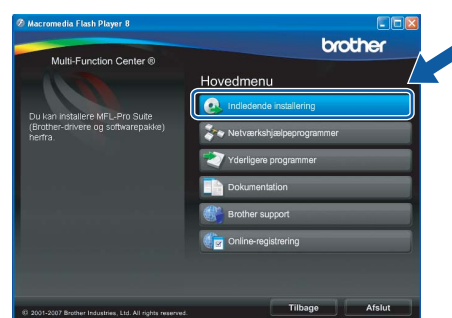 Macromedia Flash Player 8
brother
Multi-Function Center ®
Hovedmenu
Du kan installere MFL-Pro Suite
(Brother-drivere og softwarepakke)
herfra.
Indledende installering
Netværkshjælpeprogrammer
Yderligere programmer
Dokumentation
Brother support
Online-registrering
© 2001-2007 Brother Industries, Ltd. All rights reserved.
Tilbage
Afslut